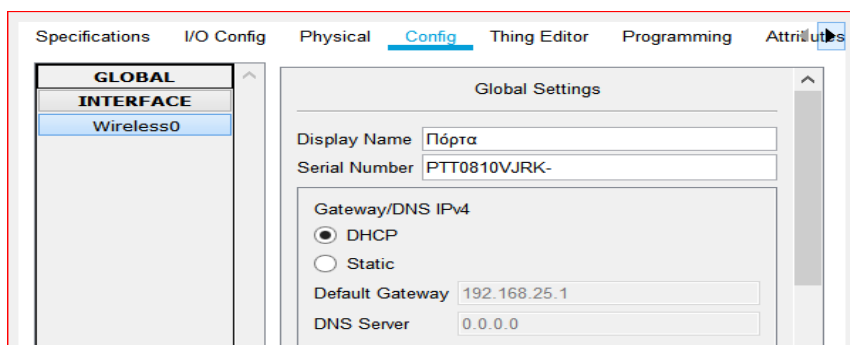 Specifications I/O Config Physical Config Thing Editor Programming Attributes
GLOBAL
INTERFACE
Wireless0
Global Settings
Display Name Πόρτα
Serial Number PTT0810VJRK-
Gateway/DNS IPv4
DHCP
Static
Default Gateway 192.168.25.1
DNS Server 0.0.0.0